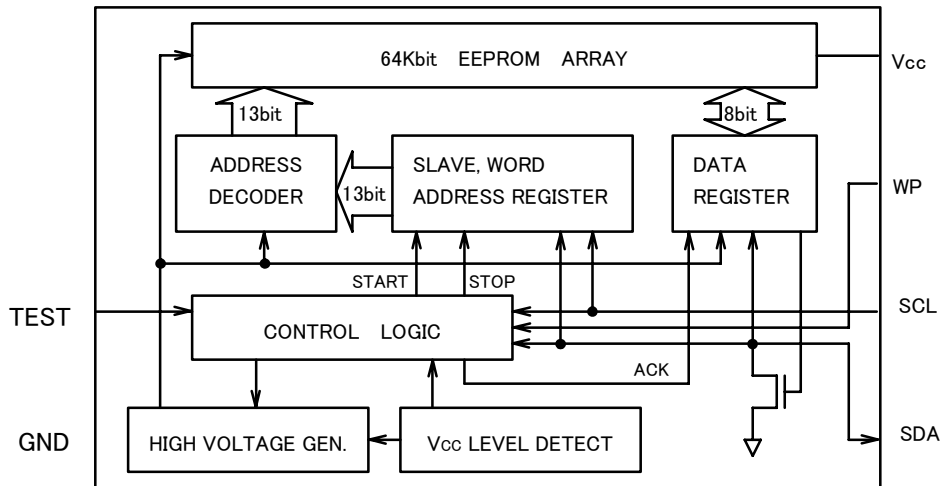 64Kbit EEPROM ARRAY
Vcc
13bit
8bit
ADDRESS
DECODER
13bit
SLAVE, WORD
ADDRESS REGISTER
DATA
REGISTER
WP
START
STOP
TEST
CONTROL LOGIC
SCL
ACK
GND
HIGH VOLTAGE GEN.
Vcc LEVEL DETECT
SDA